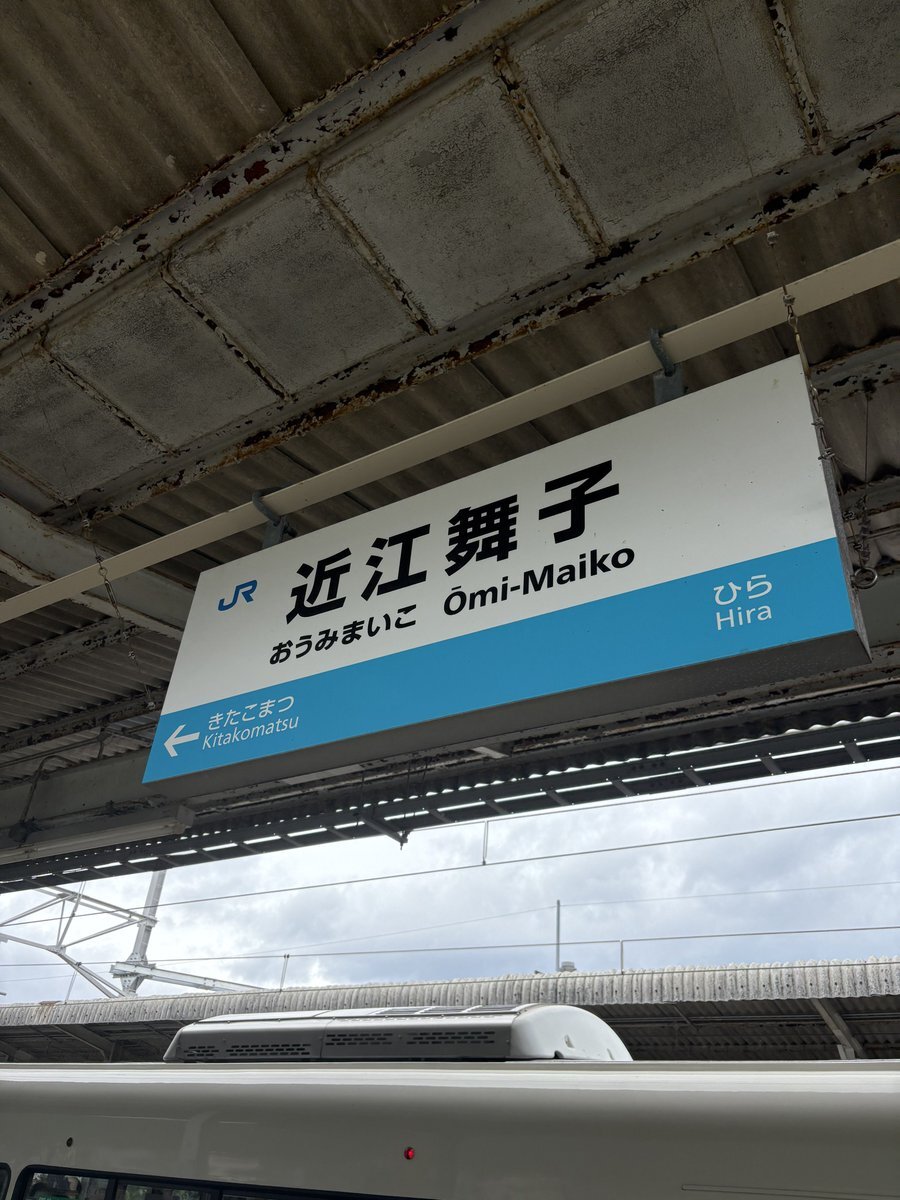 JR 近江舞子
おうみまいこ Ōmi-Maiko
ひら
Hira
← きたこまつ
Kitakomatsu